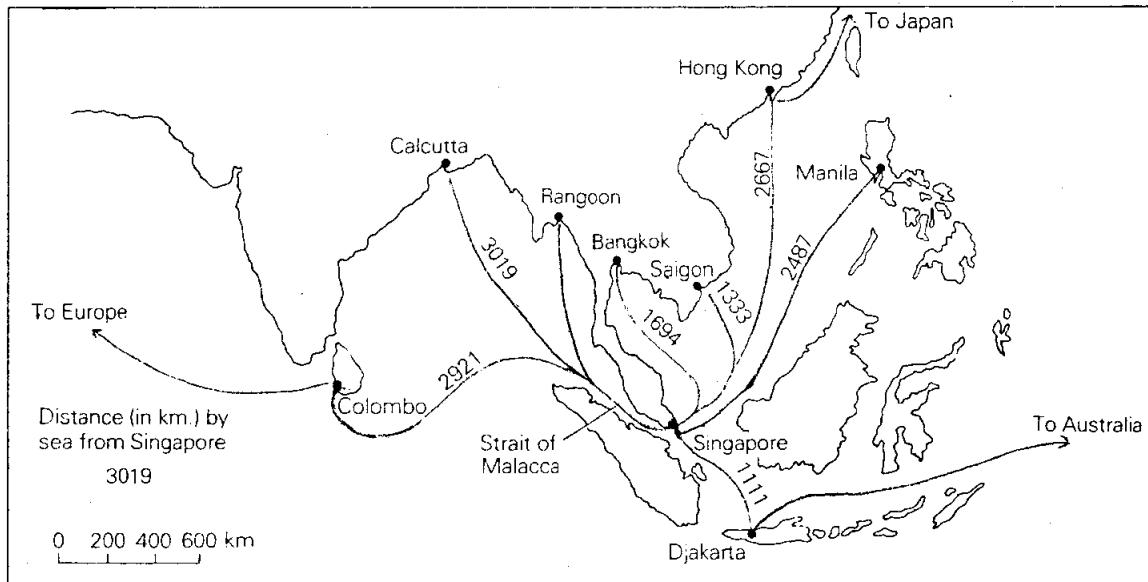 To Japan
Hong Kong
Calcutta
2667
Manila
Rangoon
Bangkok
3019
Saigon
2487
1333
To Europe
1694
2921
Colombo
Distance (in km.) by
sea from Singapore
3019
Strait of
Malacca
Singapore
To Australia
1111
0 200 400 600 km
Djakarta